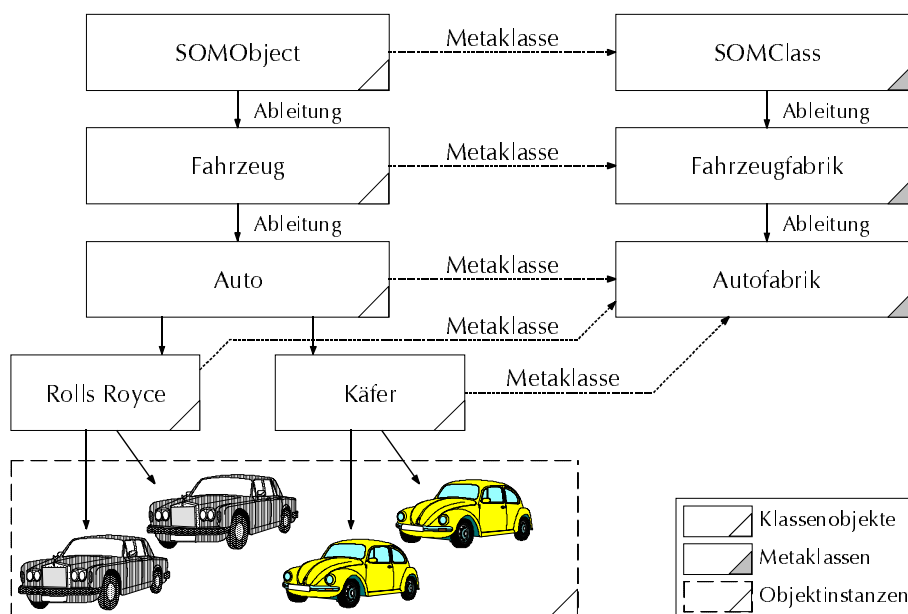 SOMObject
Metaklasse
SOMClass
Ableitung
Ableitung
Fahrzeug
Metaklasse
Fahrzeugfabrik
Ableitung
Ableitung
Auto
Metaklasse
Autofabrik
Metaklasse
Rolls Royce
Käfer
Metaklasse
Klassenobjekte
Metaklassen
Objektinstanzen